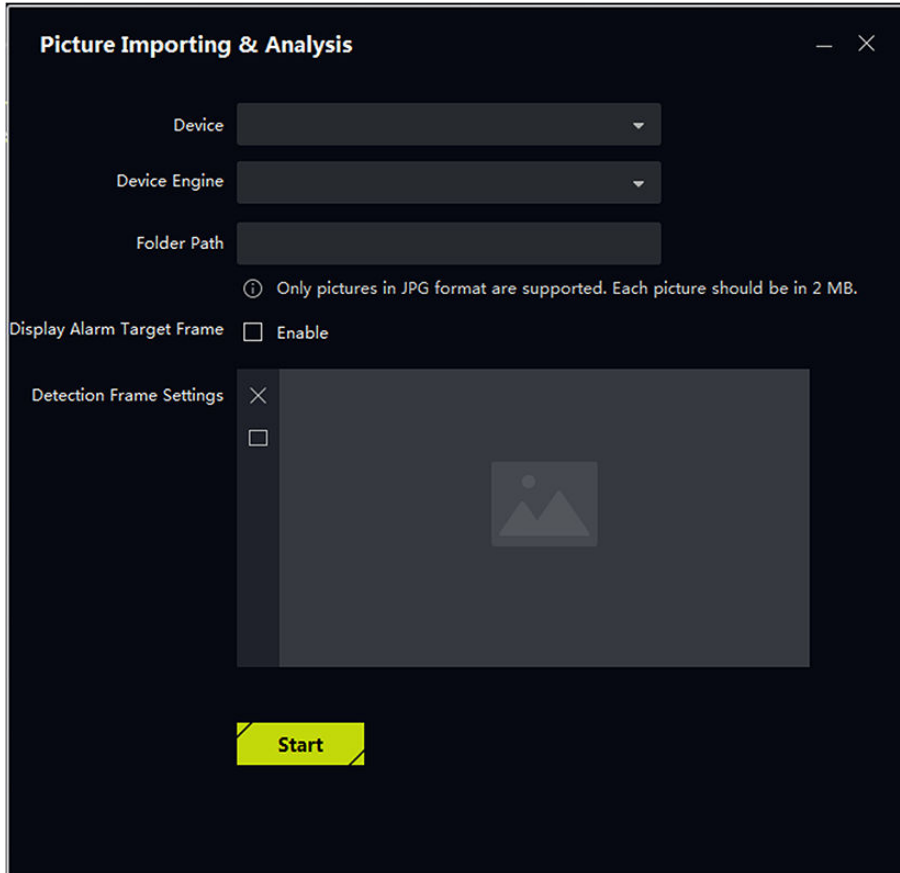 Picture Importing & Analysis
Device
Device Engine
Folder Path
Only pictures in JPG format are supported. Each picture should be in 2 MB.
Display Alarm Target Frame
Enable
Detection Frame Settings
Start